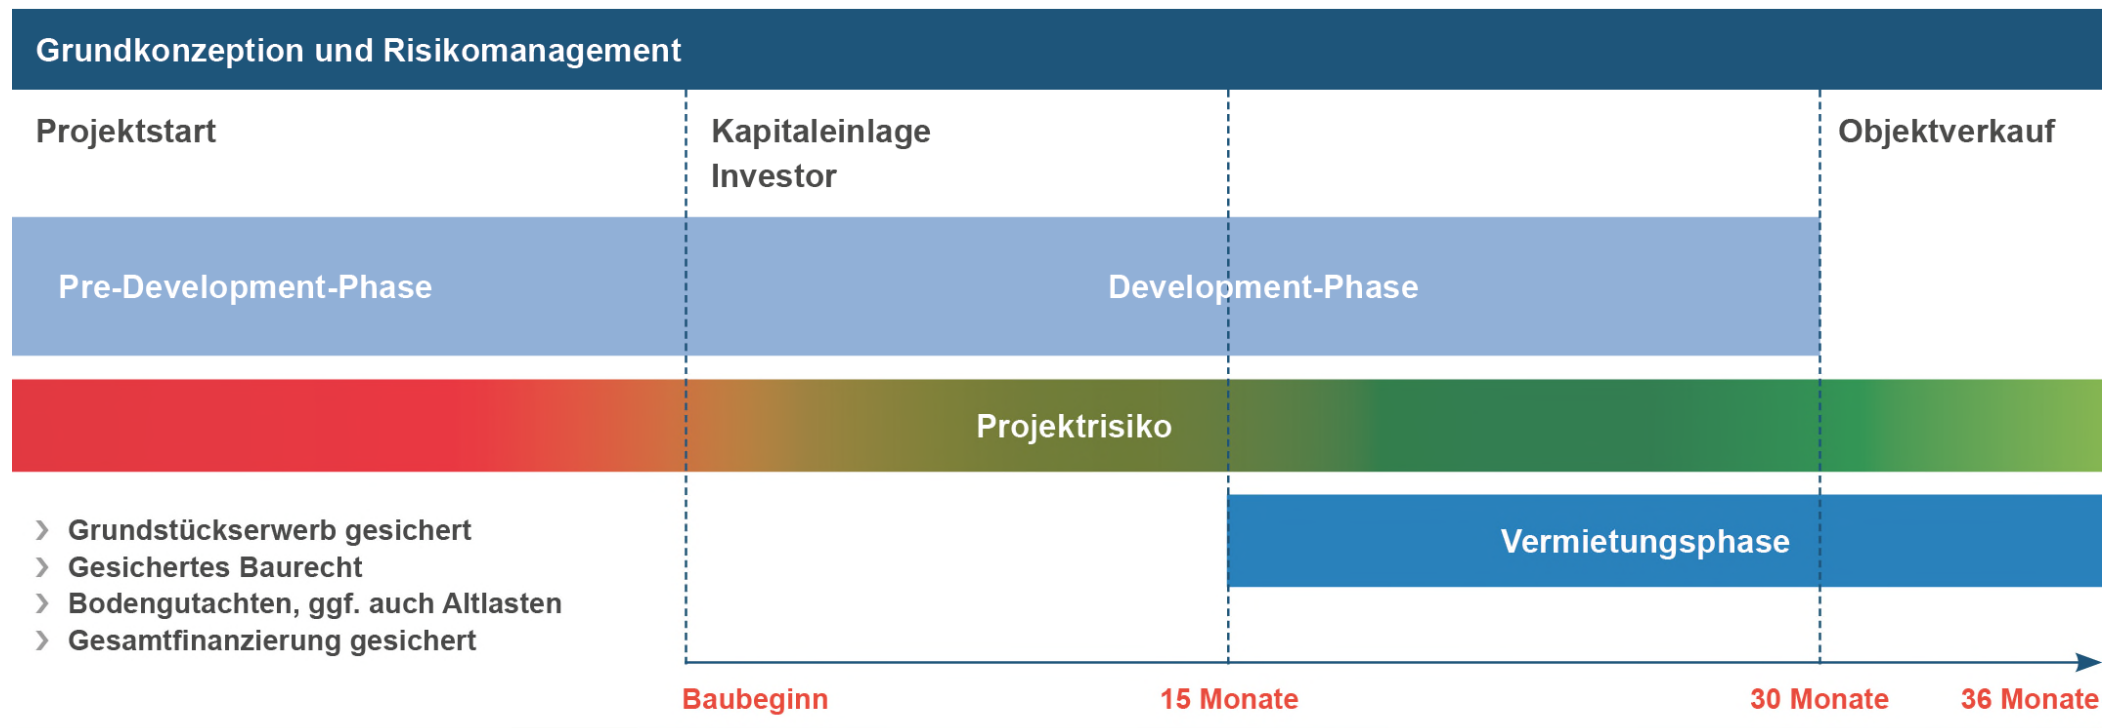 Grundkonzeption und Risikomanagement
Projektstart
Kapitaleinlage
Investor
Objektverkauf
Pre-Development-Phase
Development-Phase
Projektrisiko
Vermietungsphase
› Grundstückserwerb gesichert
› Gesichertes Baurecht
› Bodengutachten, ggf. auch Altlasten
› Gesamtfinanzierung gesichert
Baubeginn
15 Monate
30 Monate
36 Monate